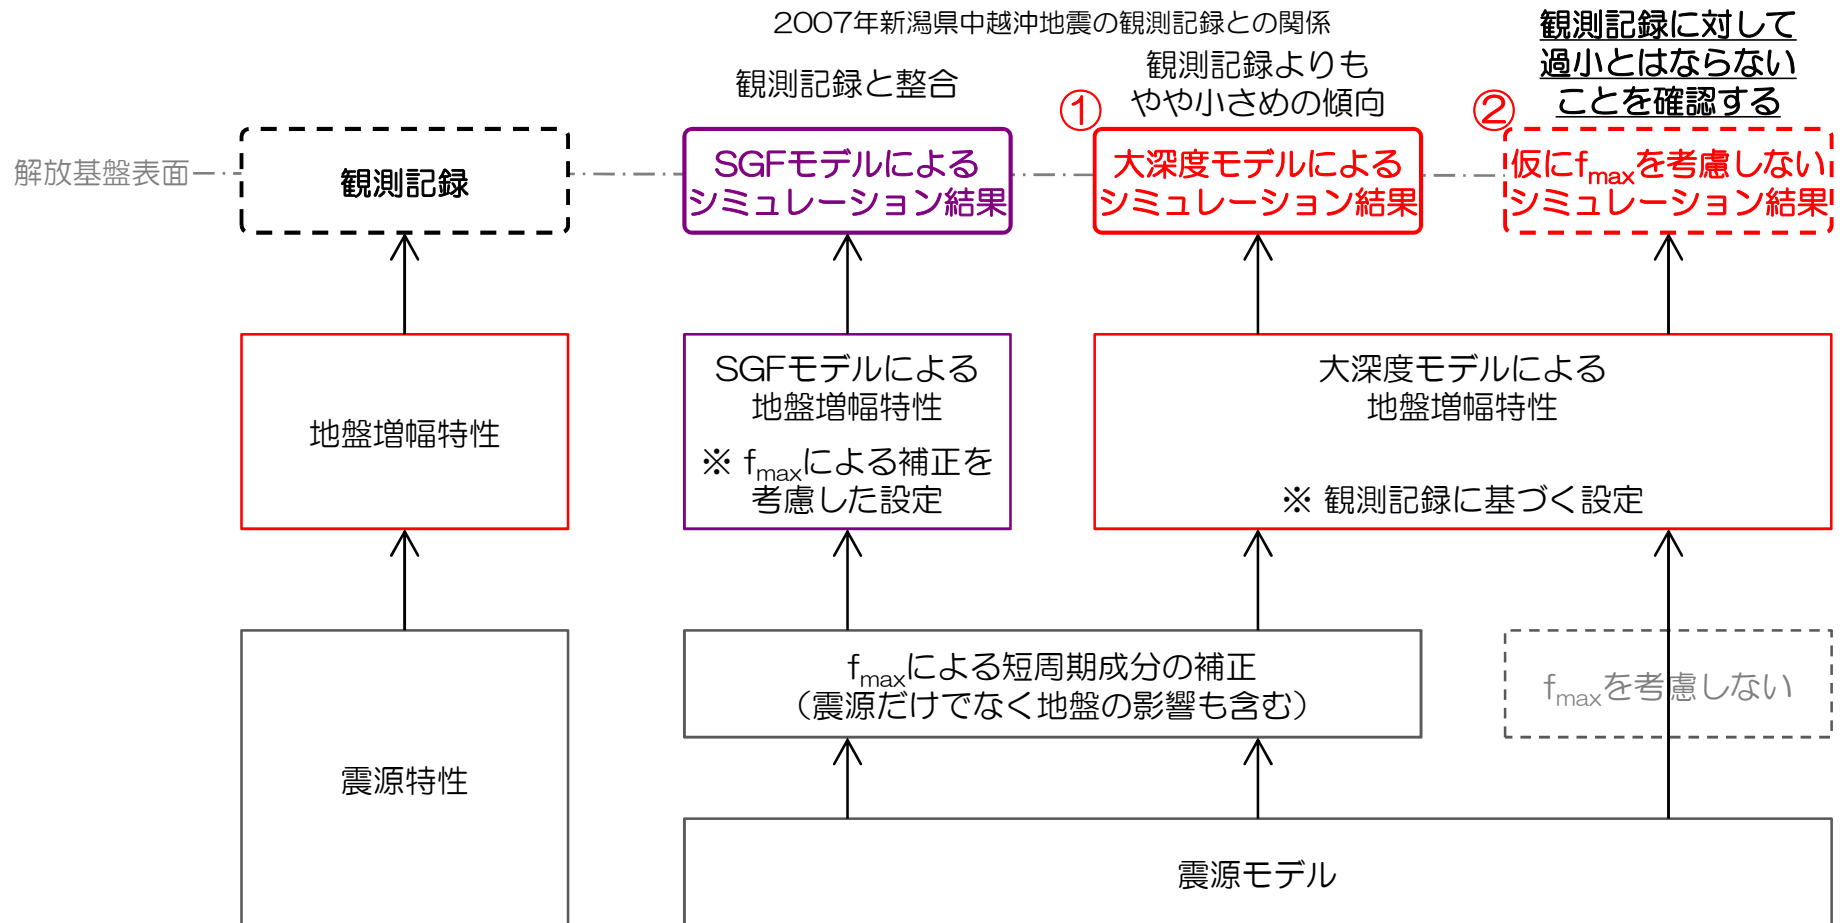 2007年新潟県中越沖地震の観測記録との関係
観測記録と整合
観測記録よりも
やや小さめの傾向
観測記録に対して
過小とはならない
ことを確認する
①
②
解放基盤表面
観測記録
SGFモデルによる
シミュレーション結果
大深度モデルによる
シミュレーション結果
仮にfmaxを考慮しない
シミュレーション結果
地盤増幅特性
SGFモデルによる
地盤増幅特性
※ fmaxによる補正を
考慮した設定
大深度モデルによる
地盤増幅特性
※ 観測記録に基づく設定
震源特性
fmaxによる短周期成分の補正
（震源だけでなく地盤の影響も含む）
fmaxを考慮しない
震源モデル